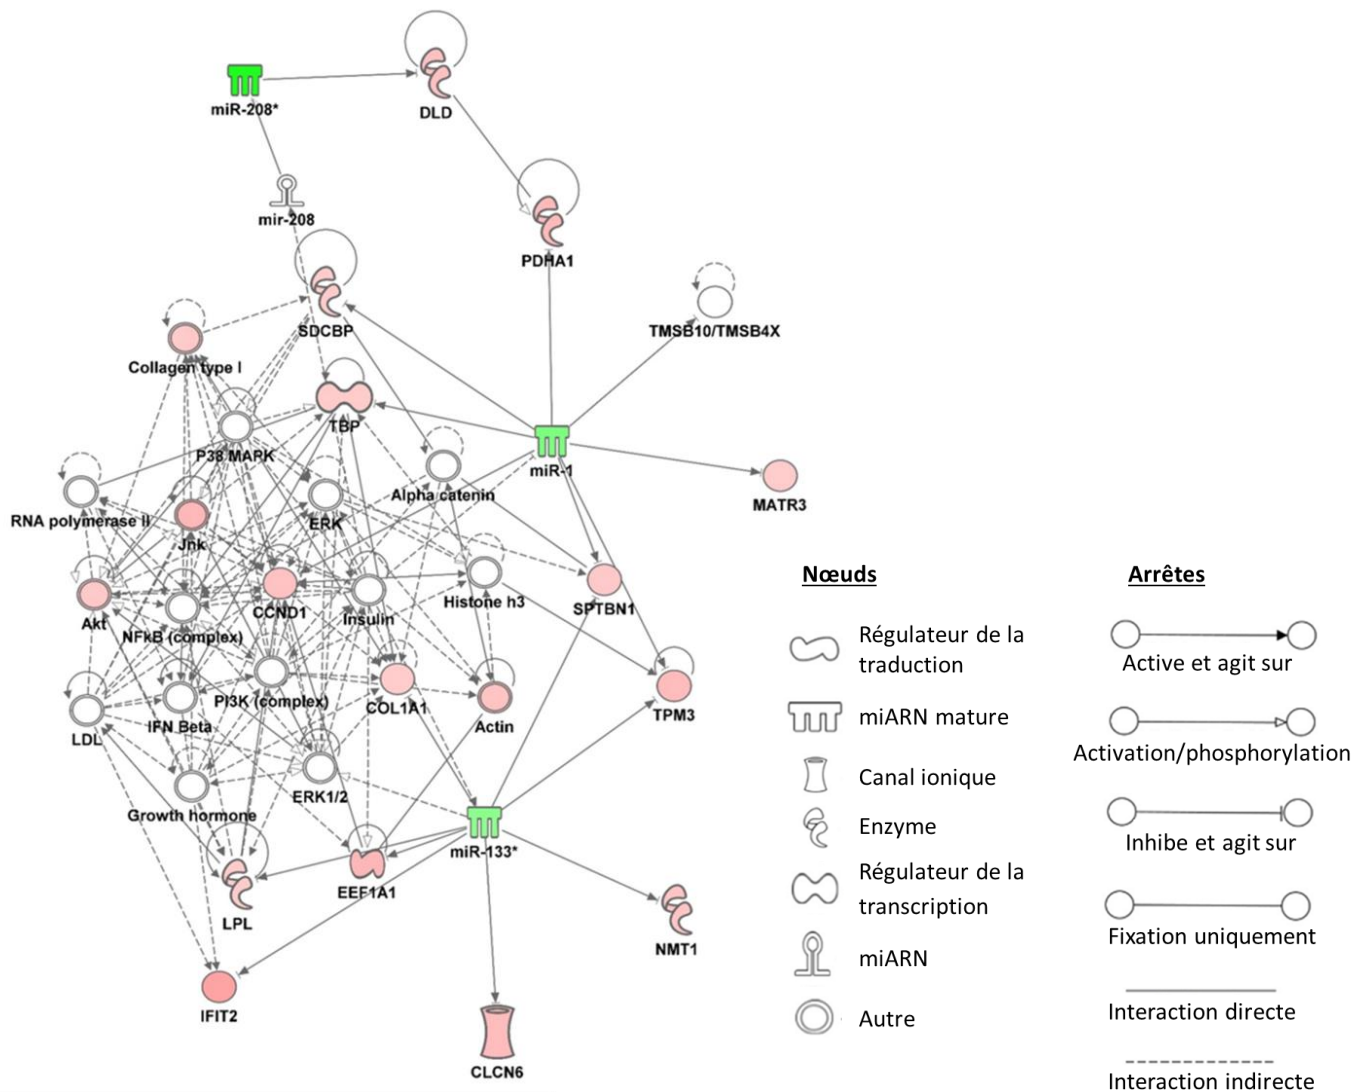 miR-208*
DLD
mir-208
PDHA1
SDCBP
TMSB10/TMSB4X
Collagen type I
TBP
P38 MARK
miR-1
Alpha catenin
MATR3
RNA polymerase II
ERK
Jnk
Akt
NFkB (complex)
CCND1
Insulin
Histone h3
SPTBN1
LDL
IFN Beta
PI3K (complex)
COL1A1
Actin
TPM3
Growth hormone
ERK1/2
miR-133*
EEF1A1
LPL
NMT1
IFIT2
CLCN6
Nœuds
Régulateur de la
traduction
miARN mature
Canal ionique
Enzyme
Régulateur de la
transcription
miARN
Autre
Arrêtes
Active et agit sur
Activation/phosphorylation
Inhibe et agit sur
Fixation uniquement
Interaction directe
Interaction indirecte